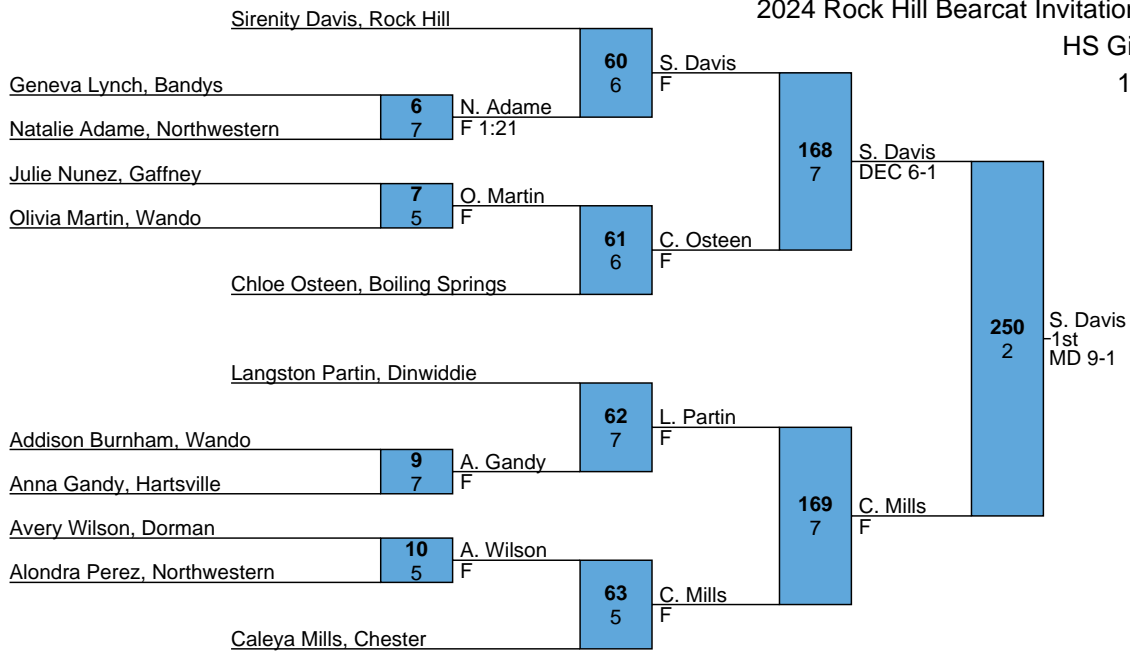 2024 Rock Hill Bearcat Invitation
HS Gi
1
Sirenity Davis, Rock Hill
60
6
S. Davis
F
Geneva Lynch, Bandys
6
7
N. Adame
F 1:21
Natalie Adame, Northwestern
168
7
S. Davis
DEC 6-1
Julie Nunez, Gaffney
7
5
O. Martin
F
Olivia Martin, Wando
61
6
C. Osteen
F
Chloe Osteen, Boiling Springs
250
2
S. Davis
1st
MD 9-1
Langston Partin, Dinwiddie
62
7
L. Partin
F
Addison Burnham, Wando
9
7
A. Gandy
F
Anna Gandy, Hartsville
169
7
C. Mills
F
Avery Wilson, Dorman
10
5
A. Wilson
F
Alondra Perez, Northwestern
63
5
C. Mills
F
Caleya Mills, Chester